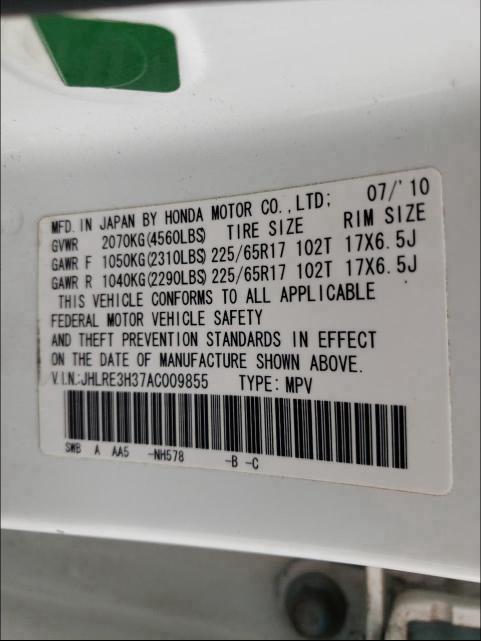 MFD. IN JAPAN BY HONDA MOTOR CO., LTD; 07/'10
GVWR 2070KG(4560LBS) TIRE SIZE RIM SIZE
GAWR F 1050KG(2310LBS) 225/65R17 102T 17X6.5J
GAWR R 1040KG(2290LBS) 225/65R17 102T 17X6.5J
THIS VEHICLE CONFORMS TO ALL APPLICABLE
FEDERAL MOTOR VEHICLE SAFETY
AND THEFT PREVENTION STANDARDS IN EFFECT
ON THE DATE OF MANUFACTURE SHOWN ABOVE.
V.I.N.:JHLRE3H37AC009855 TYPE: MPV
SWB A AA5 -NH578 -B -C